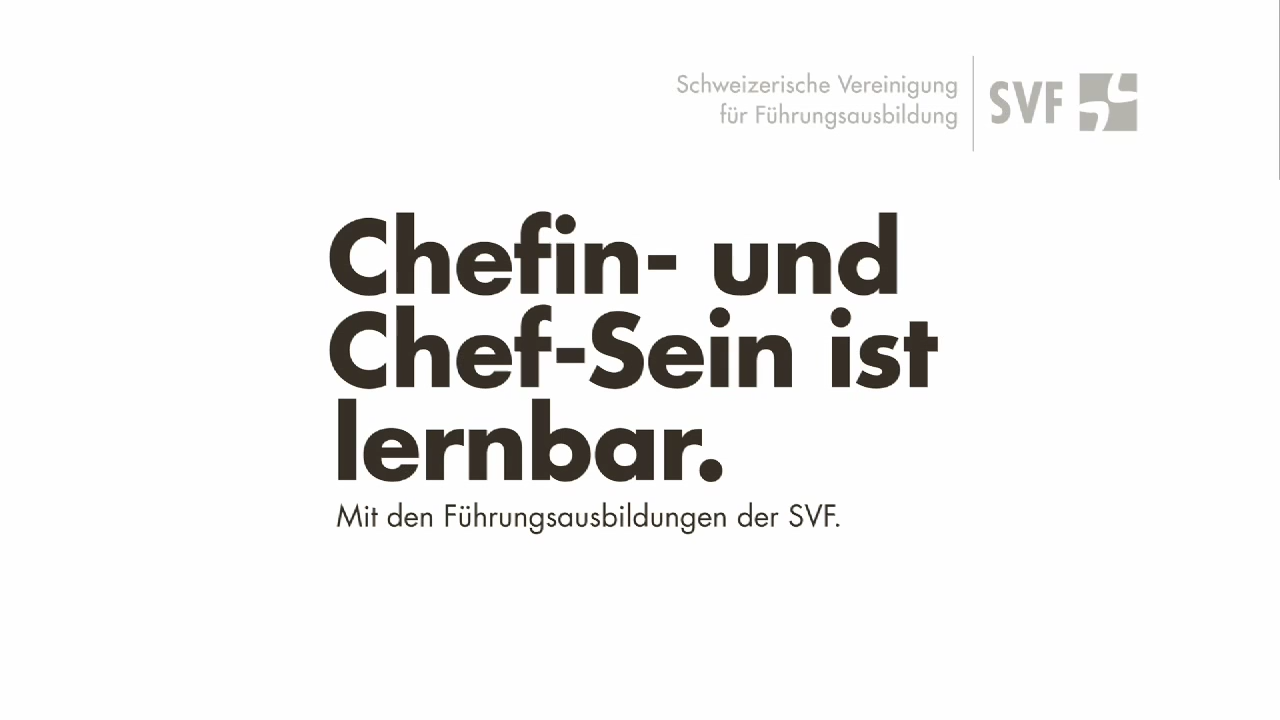 Schweizerische Vereinigung
für Führungsausbildung
SVF
Chefin- und
Chef-Sein ist
lernbar.
Mit den Führungsausbildungen der SVF.